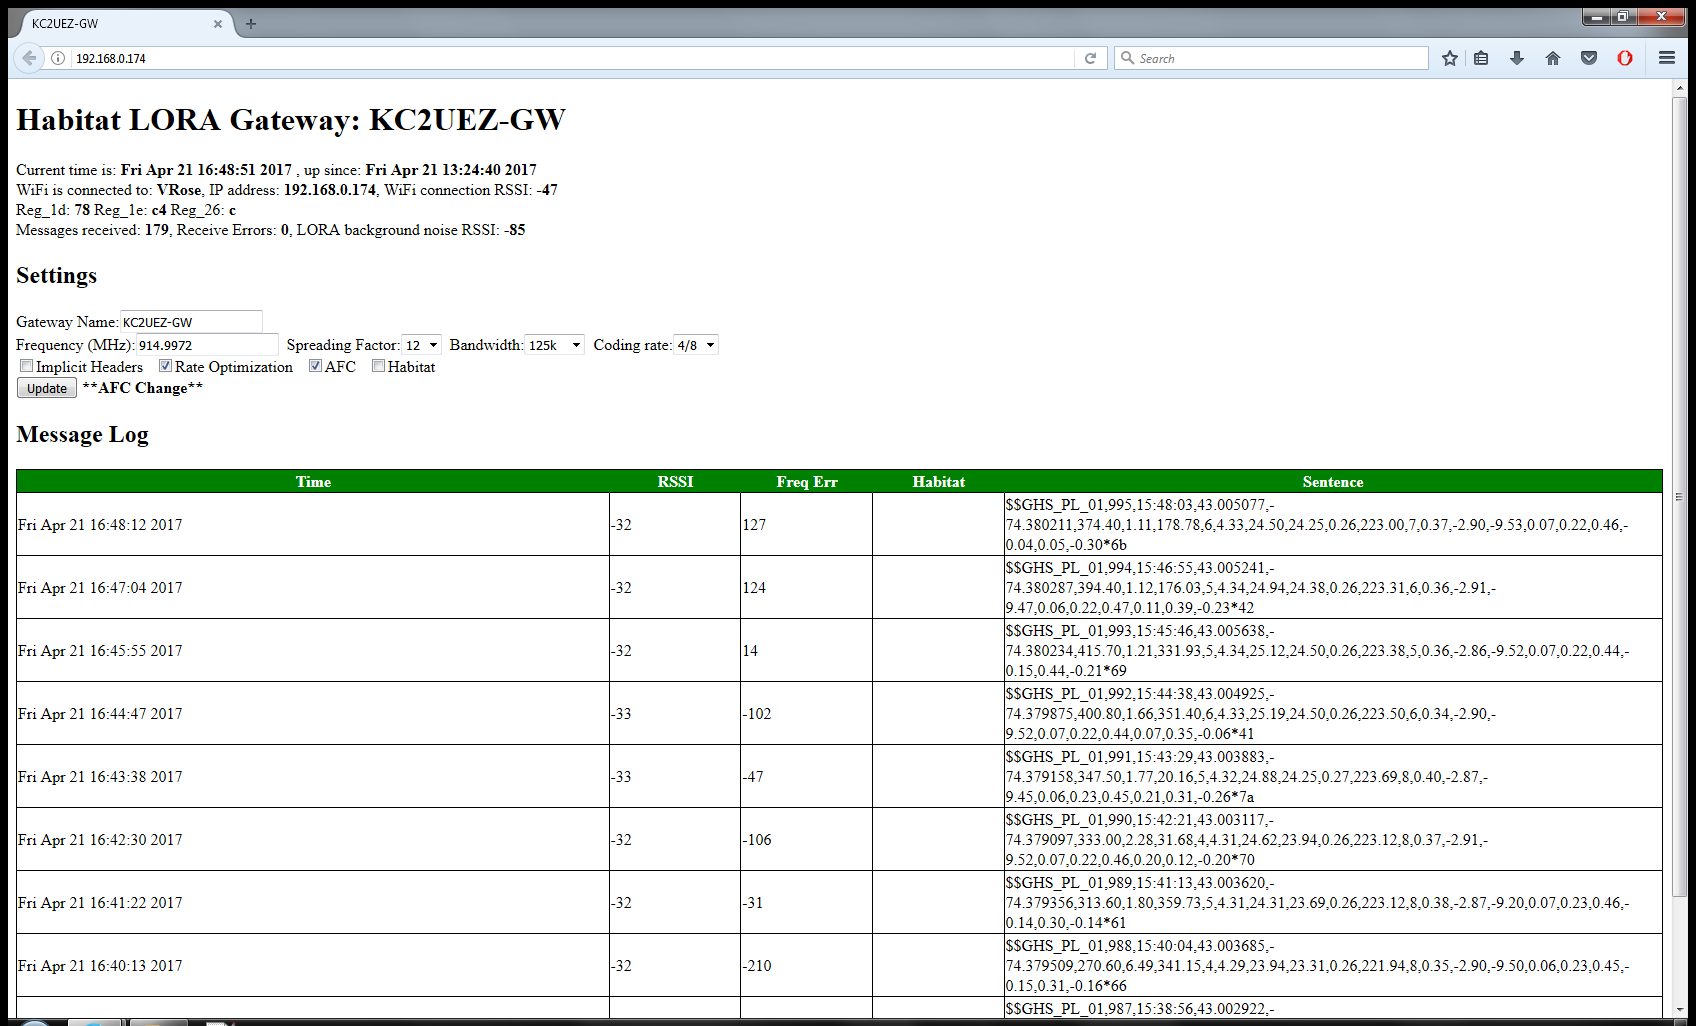 KC2UEZ-GW
192.168.0.174
Search
Habitat LORA Gateway: KC2UEZ-GW
Current time is: Fri Apr 21 16:48:51 2017 , up since: Fri Apr 21 13:24:40 2017
WiFi is connected to: VRose, IP address: 192.168.0.174, WiFi connection RSSI: -47
Reg_1d: 78 Reg_1e: c4 Reg_26: c
Messages received: 179, Receive Errors: 0, LORA background noise RSSI: -85
Settings
Gateway Name: KC2UEZ-GW
Frequency (MHz): 914.9972 Spreading Factor: 12 Bandwidth: 125k Coding rate: 4/8
Implicit Headers Rate Optimization AFC Habitat
Update **AFC Change**
Message Log
Time RSSI Freq Err Habitat Sentence
$$GHS_PL_01,995,15:48:03,43.005077,-
Fri Apr 21 16:48:12 2017 -32 127 74.380211,374.40,1.11,178.78,6,4.33,24.50,24.25,0.26,223.00,7,0.37,-2.90,-9.53,0.07,0.22,0.46,-
0.04,0.05,-0.30*6b
$$GHS_PL_01,994,15:46:55,43.005241,-
Fri Apr 21 16:47:04 2017 -32 124 74.380287,394.40,1.12,176.03,5,4.34,24.94,24.38,0.26,223.31,6,0.36,-2.91,-
9.47,0.06,0.22,0.47,0.11,0.39,-0.23*42
$$GHS_PL_01,993,15:45:46,43.005638,-
Fri Apr 21 16:45:55 2017 -32 14 74.380234,415.70,1.21,331.93,5,4.34,25.12,24.50,0.26,223.38,5,0.36,-2.86,-9.52,0.07,0.22,0.44,-
0.15,0.44,-0.21*69
$$GHS_PL_01,992,15:44:38,43.004925,-
Fri Apr 21 16:44:47 2017 -33 -102 74.379875,400.80,1.66,351.40,6,4.33,25.19,24.50,0.26,223.50,6,0.34,-2.90,-
9.52,0.07,0.22,0.44,0.07,0.35,-0.06*41
$$GHS_PL_01,991,15:43:29,43.003883,-
Fri Apr 21 16:43:38 2017 -33 -47 74.379158,347.50,1.77,20.16,5,4.32,24.88,24.25,0.27,223.69,8,0.40,-2.87,-
9.45,0.06,0.23,0.45,0.21,0.31,-0.26*7a
$$GHS_PL_01,990,15:42:21,43.003117,-
Fri Apr 21 16:42:30 2017 -32 -106 74.379097,333.00,2.28,31.68,4,4.31,24.62,23.94,0.26,223.12,8,0.37,-2.91,-
9.52,0.07,0.22,0.46,0.20,0.12,-0.20*70
$$GHS_PL_01,989,15:41:13,43.003620,-
Fri Apr 21 16:41:22 2017 -32 -31 74.379356,313.60,1.80,359.73,5,4.31,24.31,23.69,0.26,223.12,8,0.38,-2.87,-9.20,0.07,0.23,0.46,-
0.14,0.30,-0.14*61
$$GHS_PL_01,988,15:40:04,43.003685,-
Fri Apr 21 16:40:13 2017 -32 -210 74.379509,270.60,6.49,341.15,4,4.29,23.94,23.31,0.26,221.94,8,0.35,-2.90,-9.50,0.06,0.23,0.45,-
0.15,0.31,-0.16*66
$$GHS_PL_01,987,15:38:56,43.002922,-